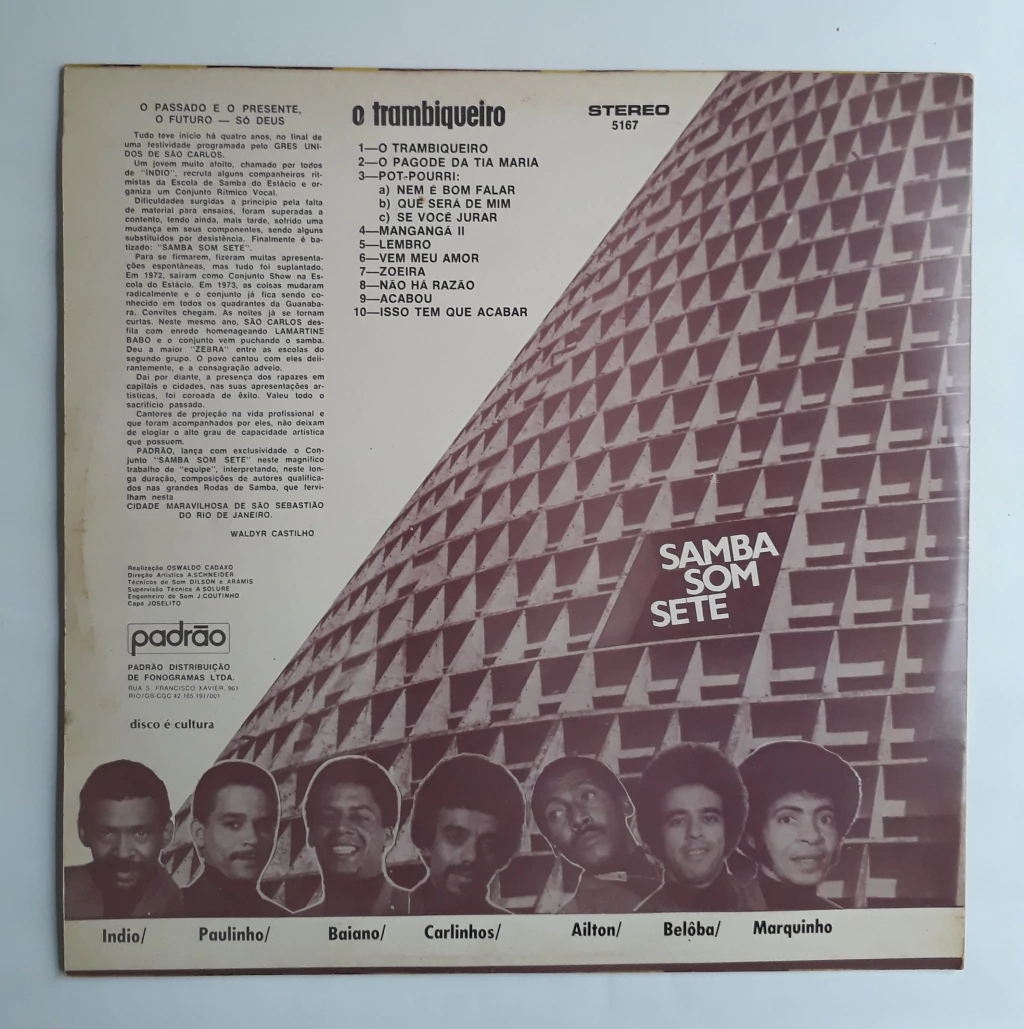 O PASSADO E O PRESENTE,
O FUTURO — SÓ DEUS
Tudo teve início há quatro anos, no final de
uma festividade programada pelo GRES UNI-
DOS DE SÃO CARLOS.
Um jovem muito afoito, chamado por todos
de "ÍNDIO", recruta alguns companheiros rit-
mistas da Escola de Samba do Estácio e or-
ganiza um Conjunto Rítmico Vocal.
Dificuldades surgidas a princípio pela falta
de material para ensaios, foram superadas a
contento, tendo ainda, mais tarde, sofrido uma
mudança em seus componentes, sendo alguns
substituídos por desistência. Finalmente é ba-
tizado: "SAMBA SOM SETE".
Para se firmarem, fizeram muitas apresenta-
ções espontâneas, mas tudo foi suplantado.
Em 1972, sairam como Conjunto Show na Es-
cola do Estácio. Em 1973, as coisas mudaram
radicalmente e o conjunto já fica sendo co-
nhecido em todos os quadrantes da Guanaba-
ra. Convites chegam. As noites já se tornam
curtas. Neste mesmo ano, SÃO CARLOS des-
fila com enredo homenageando LAMARTINE
BABO e o conjunto vem puchando o samba.
Deu a maior "ZEBRA" entre as escolas do
segundo grupo. O povo cantou com eles deli-
rantemente, e a consagração adveio.
Daí por diante, a presença dos rapazes em
capitais e cidades, nas suas apresentações ar-
tísticas, foi coroada de êxito. Valeu todo o
sacrifício passado.
Cantores de projeção na vida profissional e
que foram acompanhados por eles, não deixam
de elogiar o alto grau de capacidade artística
que possuem.
PADRÃO, lança com exclusividade o Con-
junto "SAMBA SOM SETE" neste magnífico
trabalho de "equipe", interpretando, neste lon-
ga duração, composições de autores qualifica-
dos nas grandes Rodas de Samba, que fervi-
lham nesta
CIDADE MARAVILHOSA DE SÃO SEBASTIÃO
DO RIO DE JANEIRO.
WALDYR CASTILHO
Realização OSWALDO CADAXO
Direção Artística A.SCHNEIDER
Técnicos de Som DILSON e ARAMIS
Supervisão Técnica A SOLURE
Engenheiro de Som J.COUTINHO
Capa JOSELITO
padrão
PADRÃO DISTRIBUIÇÃO
DE FONOGRAMAS LTDA.
RUA S. FRANCISCO XAVIER, 961
RIO/GB-CGC 42 165 191/001
disco é cultura
o trambiqueiro
1—O TRAMBIQUEIRO
2—O PAGODE DA TIA MARIA
3—POT-POURRI:
a) NEM É BOM FALAR
b) QUE SERÁ DE MIM
c) SE VOCÊ JURAR
4—MANGANGÁ II
5—LEMBRO
6—VEM MEU AMOR
7—ZOEIRA
8—NÃO HÁ RAZÃO
9—ACABOU
10—ISSO TEM QUE ACABAR
STEREO
5167
SAMBA
SOM
SETE
Indio/ Paulinho/ Baiano/ Carlinhos/ Ailton/ Belôba/ Marquinho